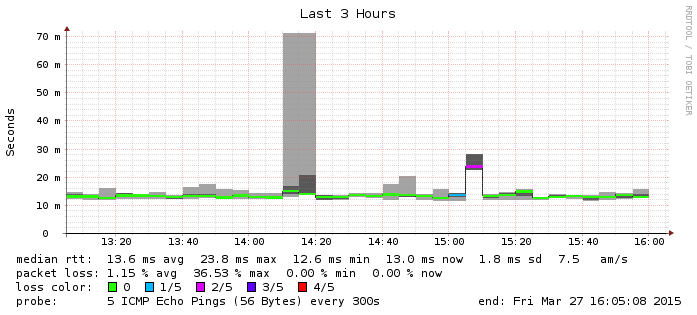 Last 3 Hours
RRDTOOL / TOBI OETIKER
Seconds
70 m
60 m
50 m
40 m
30 m
20 m
10 m
0
13:20 13:40 14:00 14:20 14:40 15:00 15:20 15:40 16:00
median rtt: 13.6 ms avg 23.8 ms max 12.6 ms min 13.0 ms now 1.8 ms sd 7.5 am/s
packet loss: 1.15 % avg 36.53 % max 0.00 % min 0.00 % now
loss color: 0 1/5 2/5 3/5 4/5
probe: 5 ICMP Echo Pings (56 Bytes) every 300s end: Fri Mar 27 16:05:08 2015